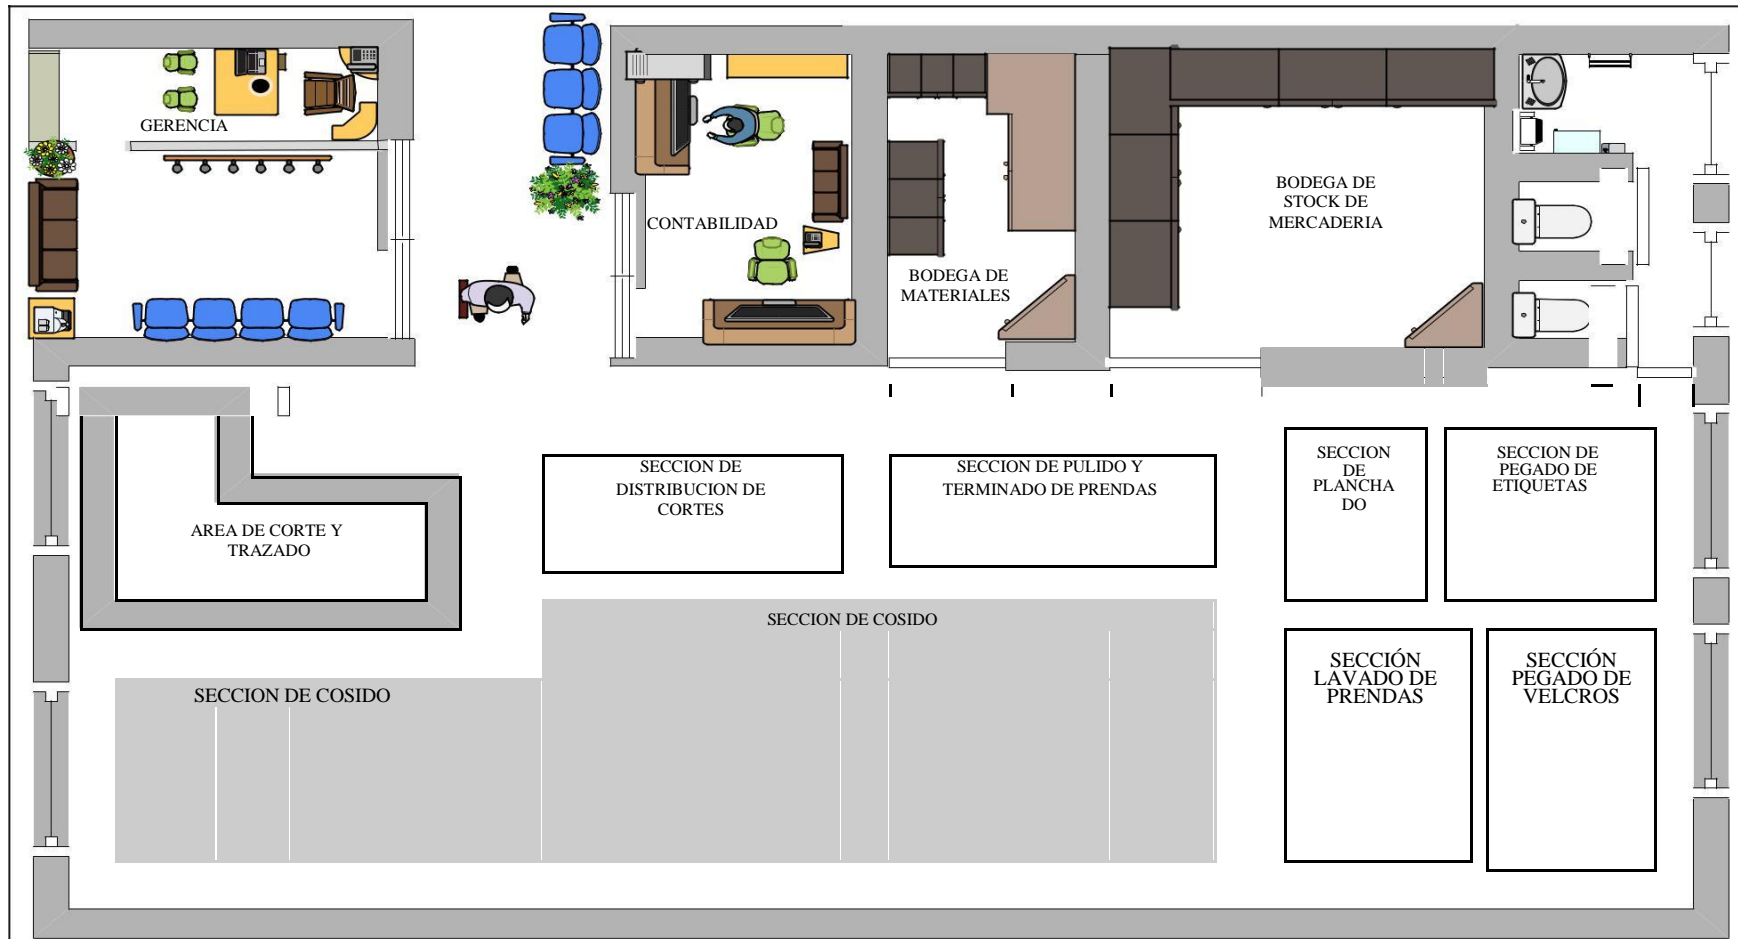 GERENCIA
CONTABILIDAD
BODEGA DE
MATERIALES
BODEGA DE
STOCK DE
MERCADERIA
AREA DE CORTE Y
TRAZADO
SECCION DE
DISTRIBUCION DE
CORTES
SECCION DE PULIDO Y
TERMINADO DE PRENDAS
SECCION
DE
PLANCHA
DO
SECCION DE
PEGADO DE
ETIQUETAS
SECCION DE COSIDO
SECCION DE COSIDO
SECCIÓN
LAVADO DE
PRENDAS
SECCIÓN
PEGADO DE
VELCROS